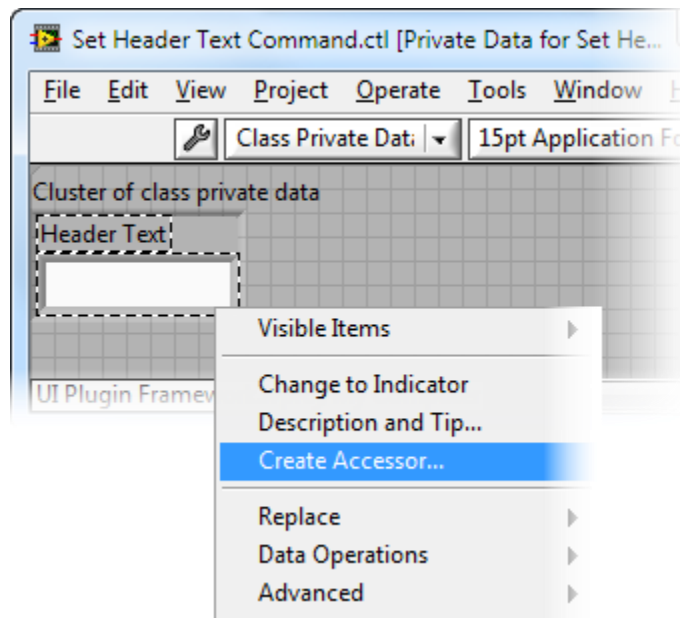 Set Header Text Command.ctl [Private Data for Set He...
File Edit View Project Operate Tools Window H
Class Private Dat 15pt Application Fo
Cluster of class private data
Header Text
Visible Items
Change to Indicator
UI Plugin Framew
Description and Tip...
Create Accessor...
Replace
Data Operations
Advanced